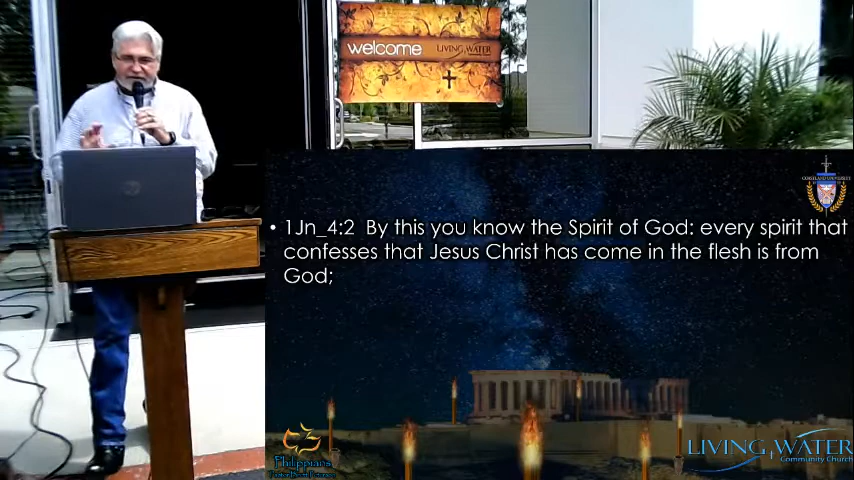 welcome
LIVING WATER
• 1Jn_4:2 By this you know the Spirit of God: every spirit that
confesses that Jesus Christ has come in the flesh is from
God;
Philippians
LIVING WATER
Community Church